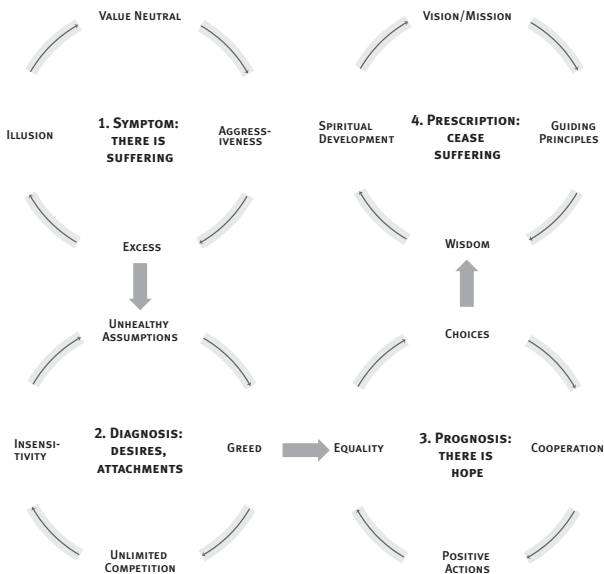 Value Neutral
Illusion
1. Symptom:
there is
suffering
Aggress-
iveness
Excess
Vision/Mission
Spiritual
Development
4. Prescription:
cease
suffering
Guiding
Principles
Wisdom
Unhealthy
Assumptions
Insensi-
tivity
2. Diagnosis:
desires,
attachments
Greed
Unlimited
Competition
Choices
Equality
3. Prognosis:
there is
hope
Cooperation
Positive
Actions